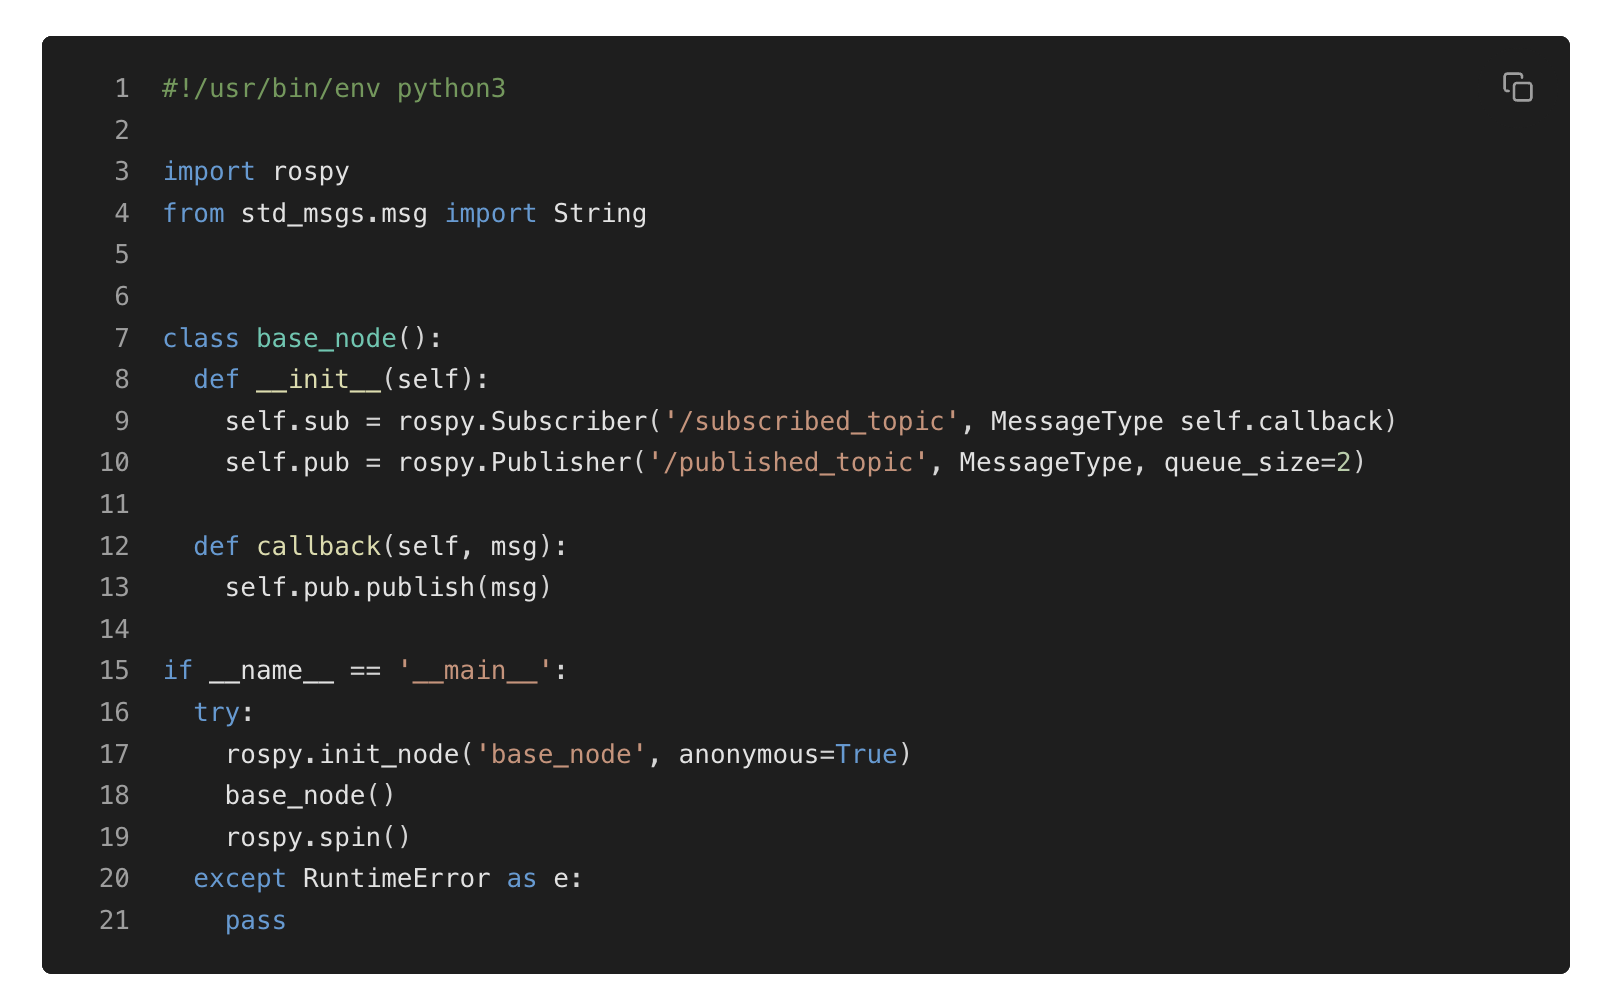 1 #!/usr/bin/env python3
2
3 import rospy
4 from std_msgs.msg import String
5
6
7 class base_node():
8   def __init__(self):
9     self.sub = rospy.Subscriber('/subscribed_topic', MessageType self.callback)
10     self.pub = rospy.Publisher('/published_topic', MessageType, queue_size=2)
11
12   def callback(self, msg):
13     self.pub.publish(msg)
14
15 if __name__ == '__main__':
16   try:
17     rospy.init_node('base_node', anonymous=True)
18     base_node()
19     rospy.spin()
20   except RuntimeError as e:
21     pass